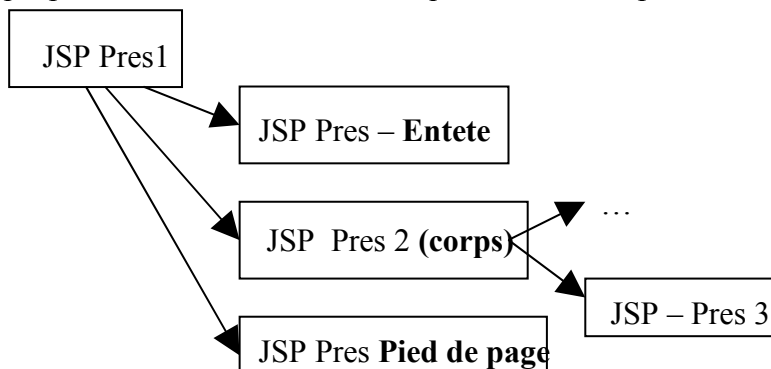 JSP Pres1
JSP Pres – Entete
…
JSP Pres 2 (corps)
JSP – Pres 3
JSP Pres Pied de page